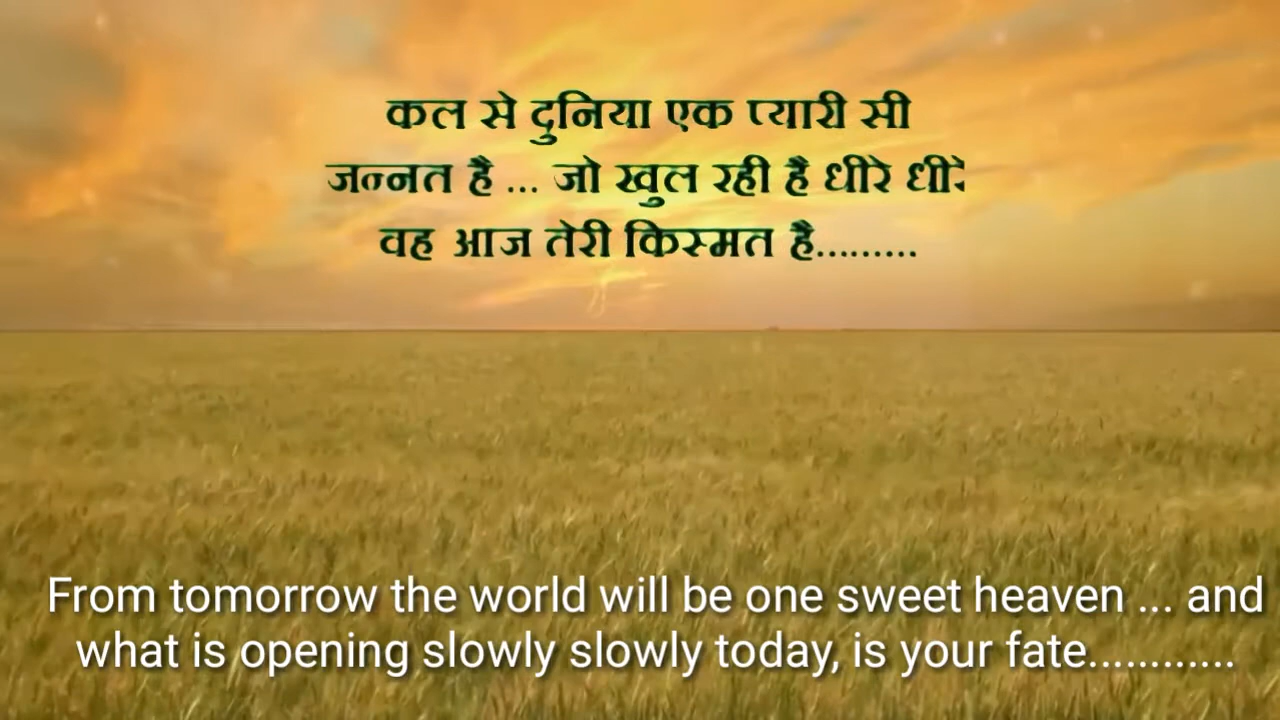 कल से दुनिया एक प्यारी सी
जन्नत है ... जो खुल रही है धीरे धीरे
वह आज तेरी किस्मत है.........
From tomorrow the world will be one sweet heaven ... and
what is opening slowly slowly today, is your fate............